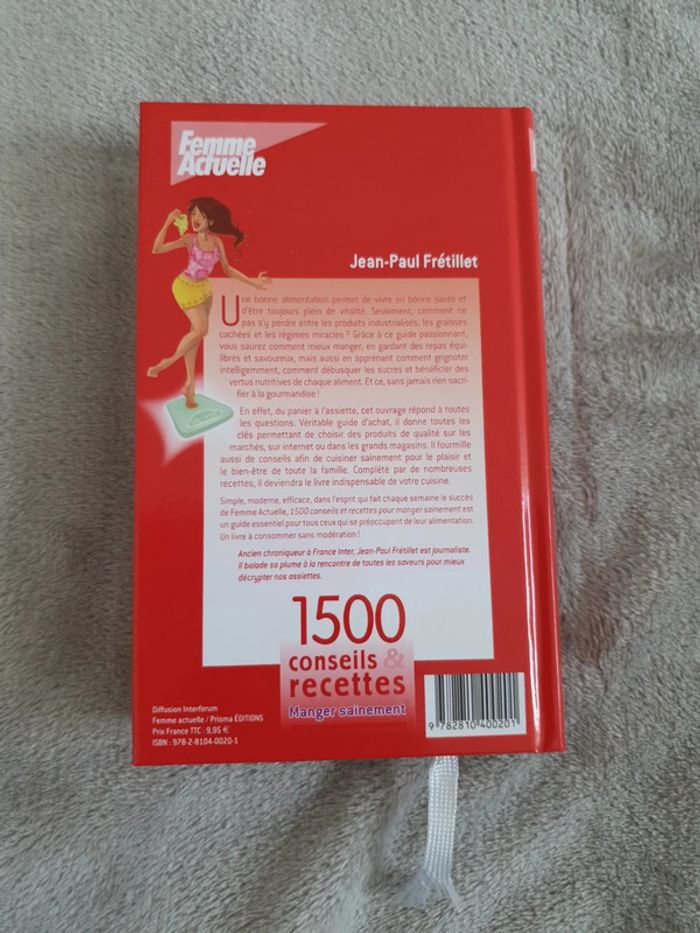 Femme
Actuelle
Jean-Paul Frétillet
Une bonne alimentation permet de vivre en bonne santé et
d'être toujours plein de vitalité. Seulement, comment ne
pas s'y perdre entre les produits industrialisés, les graisses
cachées et les régimes miracles ? Grâce à ce guide passionnant,
vous saurez comment mieux manger, en gardant des repas équi-
librés et savoureux, mais aussi en apprenant comment grignoter
intelligemment, comment débusquer les sucres et bénéficier des
vertus nutritives de chaque aliment. Et ce, sans jamais rien sacri-
fier à la gourmandise !
En effet, du panier à l'assiette, cet ouvrage répond à toutes
les questions. Véritable guide d'achat, il donne toutes les
clés permettant de choisir des produits de qualité sur les
marchés, sur internet ou dans les grands magasins. Il fourmille
aussi de conseils afin de cuisiner sainement pour le plaisir et
le bien-être de toute la famille. Complété par de nombreuses
recettes, il deviendra le livre indispensable de votre cuisine.
Simple, moderne, efficace, dans l'esprit qui fait chaque semaine le succès
de Femme Actuelle, 1500 conseils et recettes pour manger sainement est
un guide essentiel pour tous ceux qui se préoccupent de leur alimentation.
Un livre à consommer sans modération !
Ancien chroniqueur à France Inter, Jean-Paul Frétillet est journaliste.
Il balade sa plume à la rencontre de toutes les saveurs pour mieux
décrypter nos assiettes.
1500
conseils &
recettes
Manger sainement
Diffusion Interforum
Femme actuelle / Prisma ÉDITIONS
Prix France TTC : 9,95 €
ISBN : 978-2-8104-0020-1
9 782810 400201